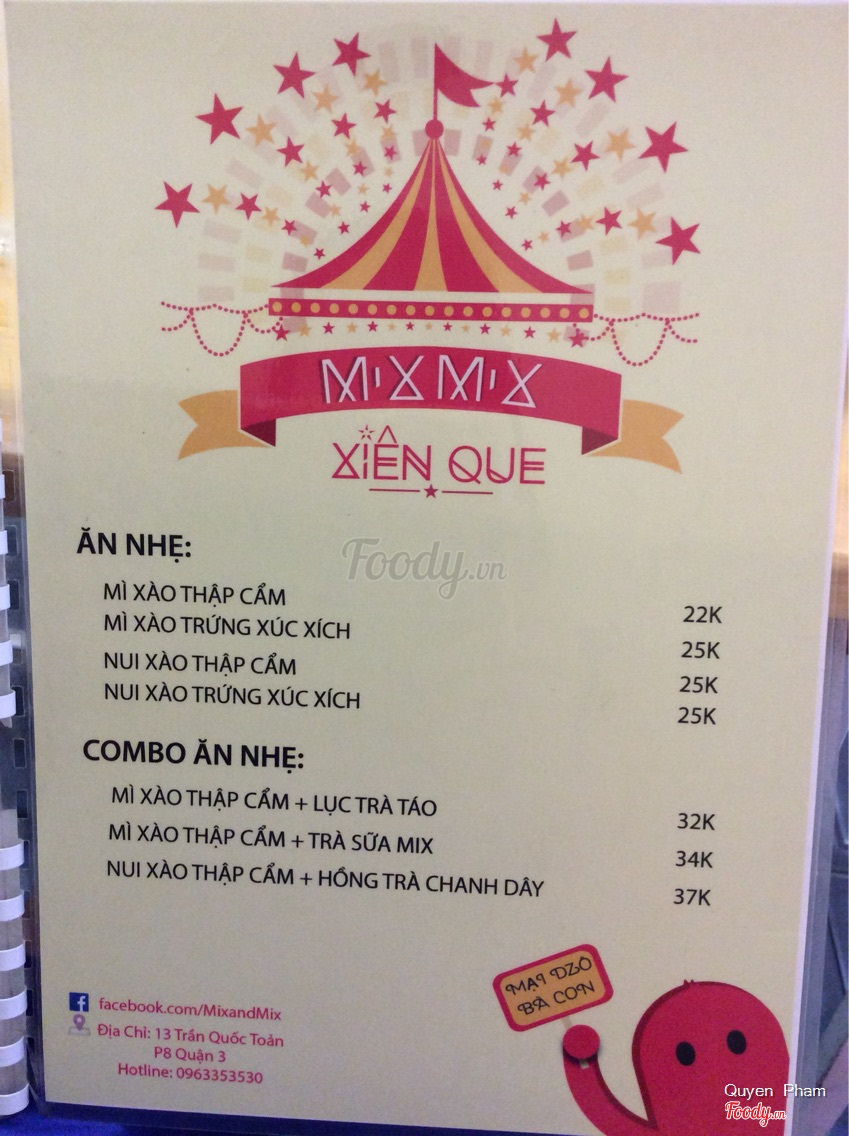 MIX MIX
XIÊN QUE
ĂN NHẸ:
MÌ XÀO THẬP CẨM 22K
MÌ XÀO TRỨNG XÚC XÍCH 25K
NUI XÀO THẬP CẨM 25K
NUI XÀO TRỨNG XÚC XÍCH 25K
Foody.vn
COMBO ĂN NHẸ:
MÌ XÀO THẬP CẨM + LỤC TRÀ TÁO 32K
MÌ XÀO THẬP CẨM + TRÀ SỮA MIX 34K
NUI XÀO THẬP CẨM + HỒNG TRÀ CHANH DÂY 37K
MẠI DZÔ
BÀ CON
facebook.com/MixandMix
Địa Chỉ: 13 Trần Quốc Toản
P8 Quận 3
Hotline: 0963353530
Quyen Pham
Foody.vn